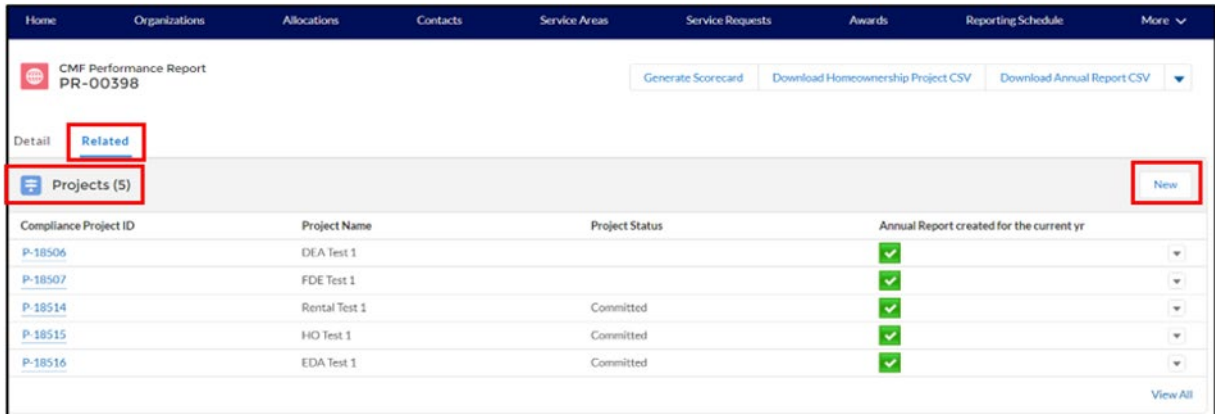 Home Organizations Allocations Contacts Service Areas Service Requests Awards Reporting Schedule More
CMF Performance Report
PR-00398
Generate Scorecard Download Homeownership Project CSV Download Annual Report CSV
Detail Related
Projects (5)
New
Compliance Project ID Project Name Project Status Annual Report created for the current yr
P-18506 DEA Test 1
P-18507 FDE Test 1
P-18514 Rental Test 1 Committed
P-18515 HO Test 1 Committed
P-18516 EDA Test 1 Committed
View All